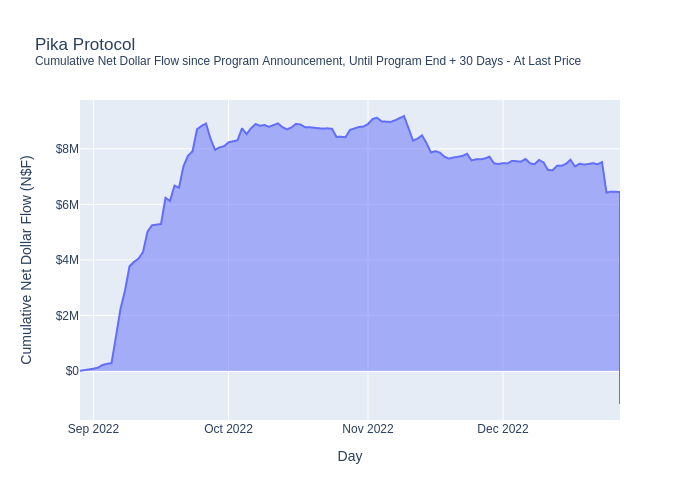 Pika Protocol
Cumulative Net Dollar Flow since Program Announcement, Until Program End + 30 Days - At Last Price
Cumulative Net Dollar Flow (N$F)
$8M
$6M
$4M
$2M
$0
Sep 2022
Oct 2022
Nov 2022
Dec 2022
Day